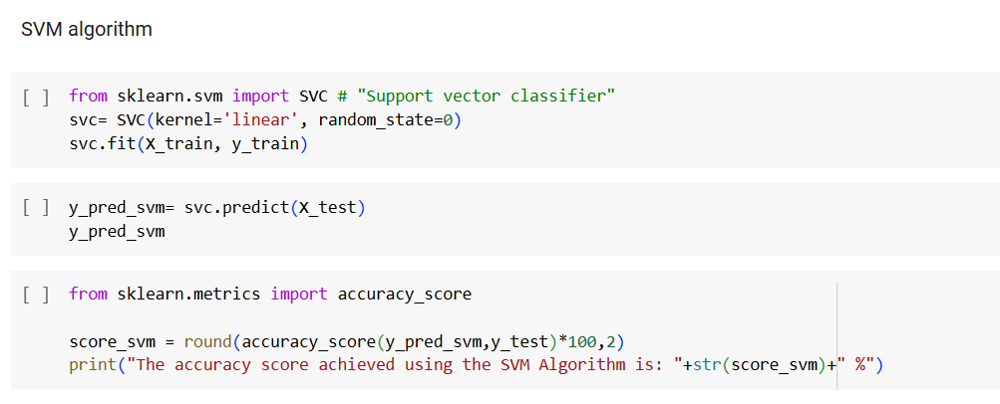 SVM algorithm
[ ] from sklearn.svm import SVC # "Support vector classifier"
svc= SVC(kernel='linear', random_state=0)
svc.fit(X_train, y_train)
[ ] y_pred_svm= svc.predict(X_test)
y_pred_svm
[ ] from sklearn.metrics import accuracy_score
score_svm = round(accuracy_score(y_pred_svm,y_test)*100,2)
print("The accuracy score achieved using the SVM Algorithm is: "+str(score_svm)+" %")